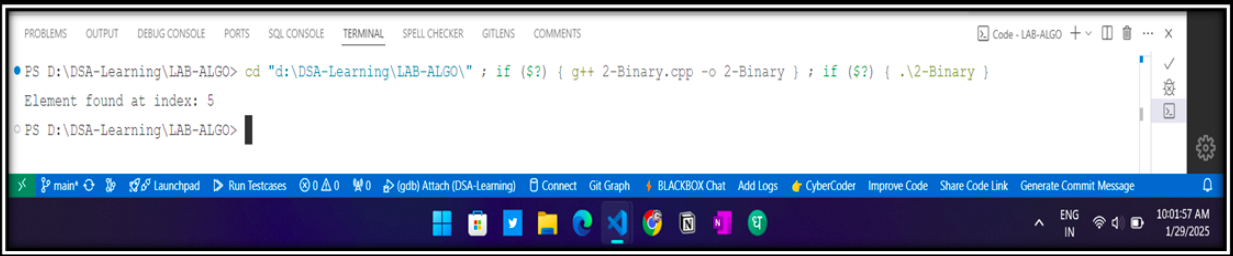 PROBLEMS OUTPUT DEBUG CONSOLE PORTS SQL CONSOLE TERMINAL SPELL CHECKER GITLENS COMMENTS Code - LAB-ALGO
PS D:\DSA-Learning\LAB-ALGO> cd "d:\DSA-Learning\LAB-ALGO\" ; if ($?) { g++ 2-Binary.cpp -o 2-Binary } ; if ($?) { .\2-Binary }
Element found at index: 5
PS D:\DSA-Learning\LAB-ALGO>
main* Launchpad Run Testcases 0 0 0 (gdb) Attach (DSA-Learning) Connect Git Graph BLACKBOX Chat Add Logs CyberCoder Improve Code Share Code Link Generate Commit Message
N N ध ENG 10:01:57 AM
IN 1/29/2025